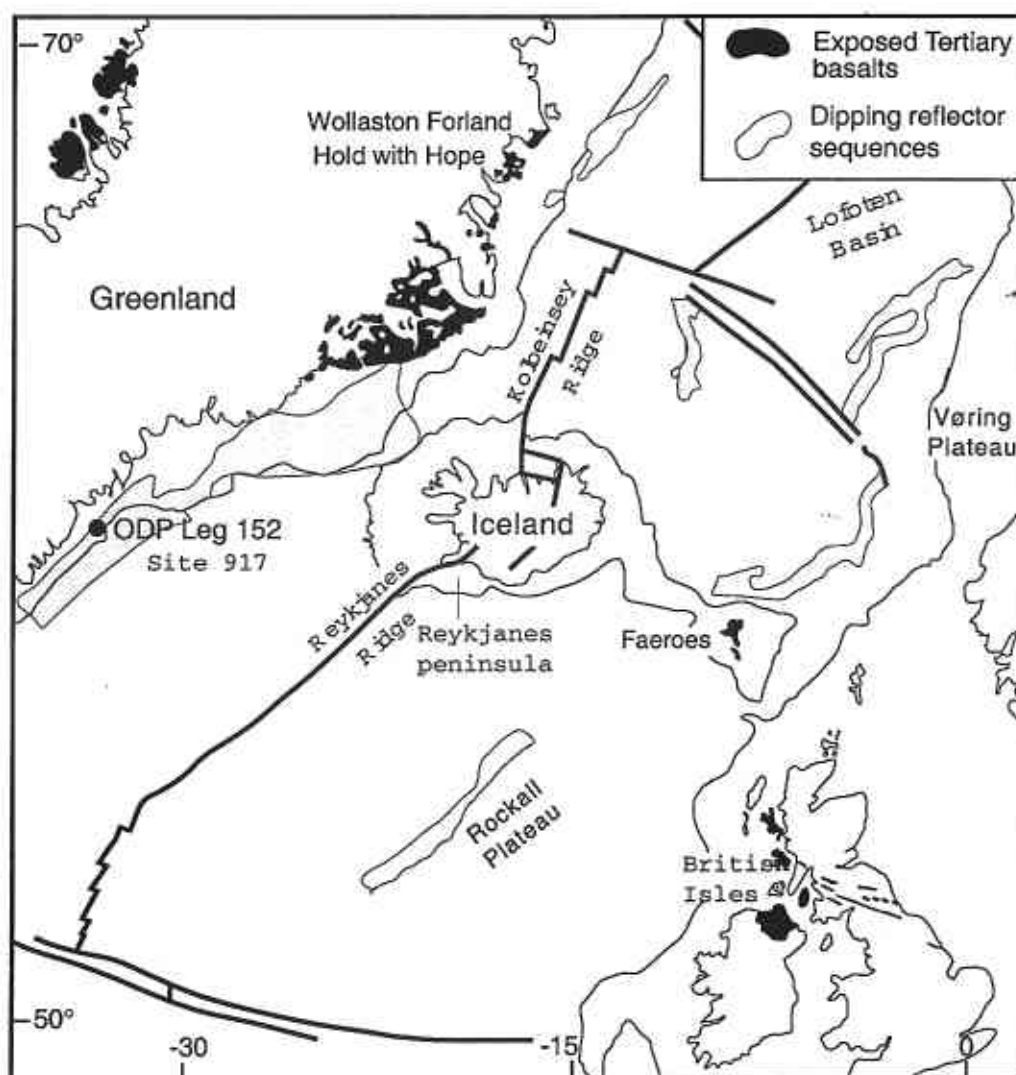 70°
Exposed Tertiary
basalts
Dipping reflector
sequences
Wollaston Forland
Hold with Hope
Lofoten
Basin
Greenland
Kolbeinsey
Ridge
Vøring
Plateau
Iceland
ODP Leg 152
Site 917
Reykjanes
Ridge
Reykjanes
peninsula
Faeroes
Rockall
Plateau
British
Isles
50°
-30
-15
0